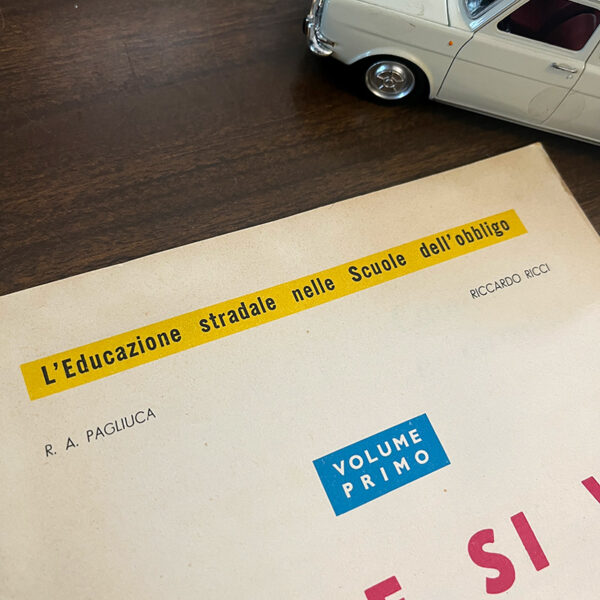 L'Educazione stradale nelle Scuole dell'obbligo
R. A. PAGLIUCA
RICCARDO RICCI
VOLUME
PRIMO
E SI